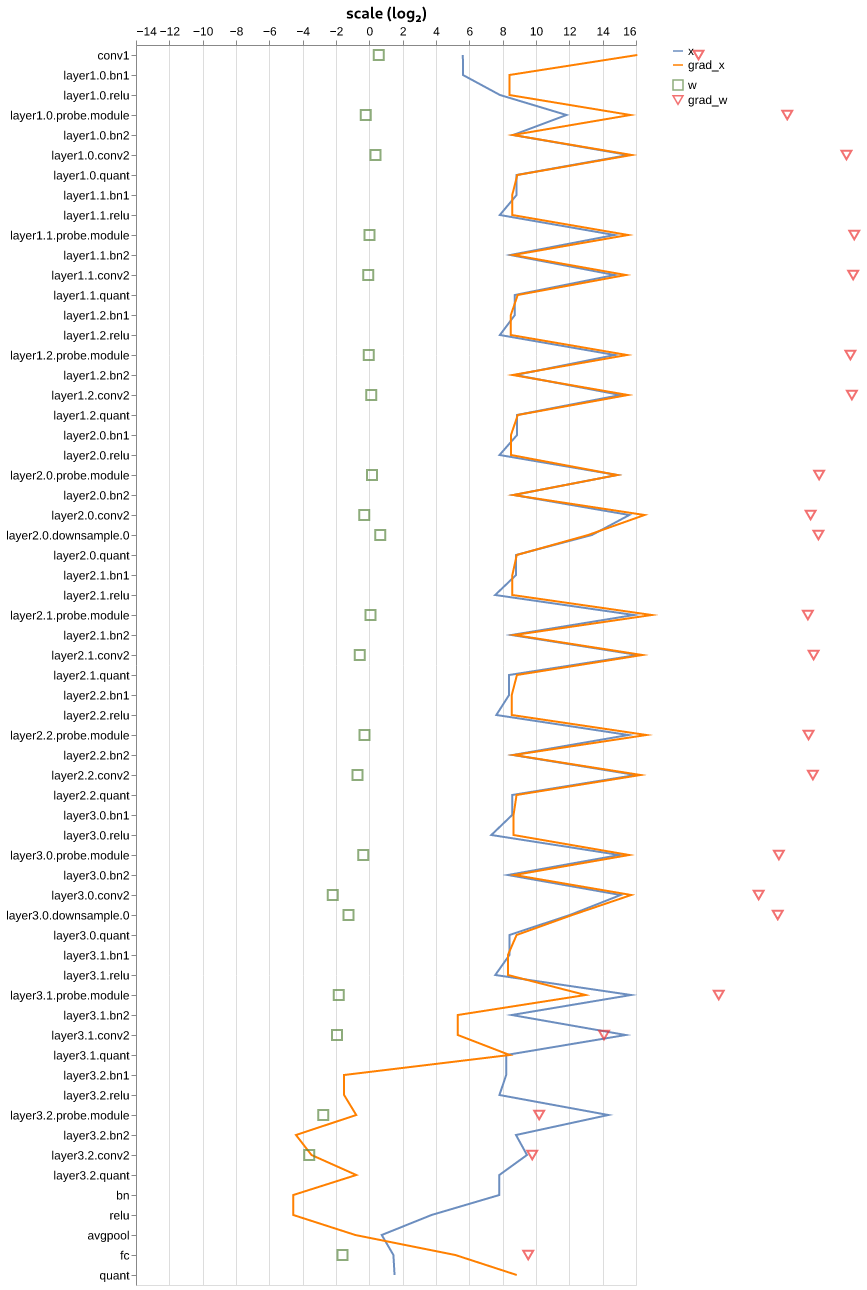 scale (log₂)
−14 −12 −10 −8 −6 −4 −2 0 2 4 6 8 10 12 14 16
conv1
x
layer1.0.bn1
grad_x
layer1.0.relu
w
layer1.0.probe.module
grad_w
layer1.0.bn2
layer1.0.conv2
layer1.0.quant
layer1.1.bn1
layer1.1.relu
layer1.1.probe.module
layer1.1.bn2
layer1.1.conv2
layer1.1.quant
layer1.2.bn1
layer1.2.relu
layer1.2.probe.module
layer1.2.bn2
layer1.2.conv2
layer1.2.quant
layer2.0.bn1
layer2.0.relu
layer2.0.probe.module
layer2.0.bn2
layer2.0.conv2
layer2.0.downsample.0
layer2.0.quant
layer2.1.bn1
layer2.1.relu
layer2.1.probe.module
layer2.1.bn2
layer2.1.conv2
layer2.1.quant
layer2.2.bn1
layer2.2.relu
layer2.2.probe.module
layer2.2.bn2
layer2.2.conv2
layer2.2.quant
layer3.0.bn1
layer3.0.relu
layer3.0.probe.module
layer3.0.bn2
layer3.0.conv2
layer3.0.downsample.0
layer3.0.quant
layer3.1.bn1
layer3.1.relu
layer3.1.probe.module
layer3.1.bn2
layer3.1.conv2
layer3.1.quant
layer3.2.bn1
layer3.2.relu
layer3.2.probe.module
layer3.2.bn2
layer3.2.conv2
layer3.2.quant
bn
relu
avgpool
fc
quant